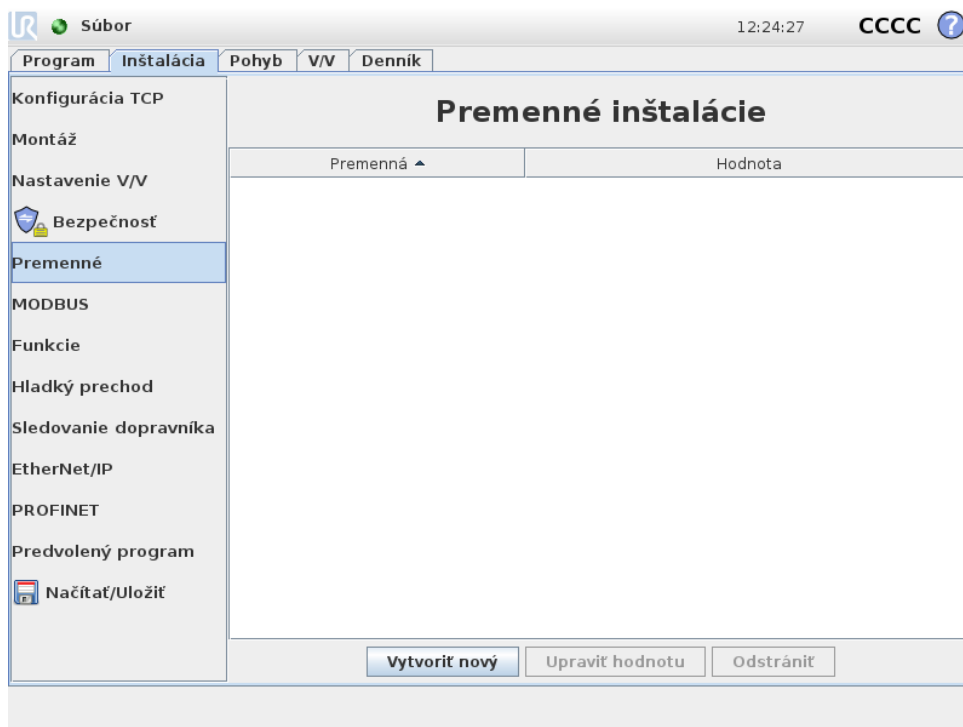 UR Súbor 12:24:27 CCCC ?
Program Inštalácia Pohyb V/V Denník
Konfigurácia TCP
Montáž
Nastavenie V/V
Bezpečnosť
Premenné
MODBUS
Funkcie
Hladký prechod
Sledovanie dopravníka
EtherNet/IP
PROFINET
Predvolený program
Načítať/Uložiť
Premenné inštalácie
Premenná Hodnota
Vytvoriť nový Upraviť hodnotu Odstrániť